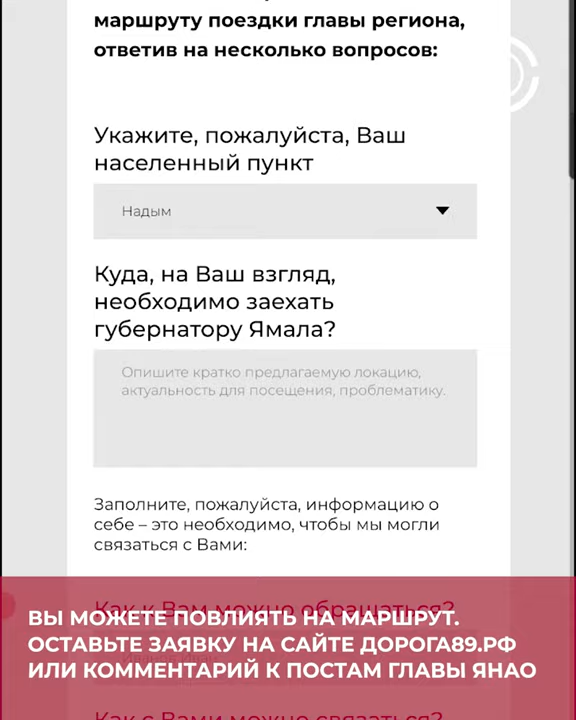 маршруту поездки главы региона,
ответив на несколько вопросов:
Укажите, пожалуйста, Ваш
населенный пункт
Надым
Куда, на Ваш взгляд,
необходимо заехать
губернатору Ямала?
Опишите кратко предлагаемую локацию,
актуальность для посещения, проблематику.
Заполните, пожалуйста, информацию о
себе – это необходимо, чтобы мы могли
связаться с Вами:
Как к Вам можно обращаться?
ВЫ МОЖЕТЕ ПОВЛИЯТЬ НА МАРШРУТ.
ОСТАВЬТЕ ЗАЯВКУ НА САЙТЕ ДОРОГА89.РФ
ИЛИ КОММЕНТАРИЙ К ПОСТАМ ГЛАВЫ ЯНАО
Как с Вами можно связаться?